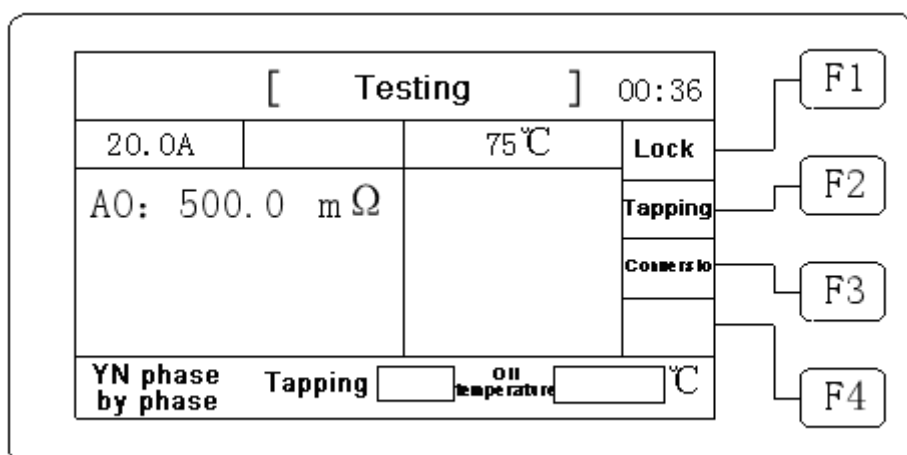 [ Testing ] 00:36
F1
20.0A 75℃ Lock
A0: 500.0 mΩ
Tapping
F2
F3
YN phase
by phase
Tapping
Oil
temperature
℃
F4